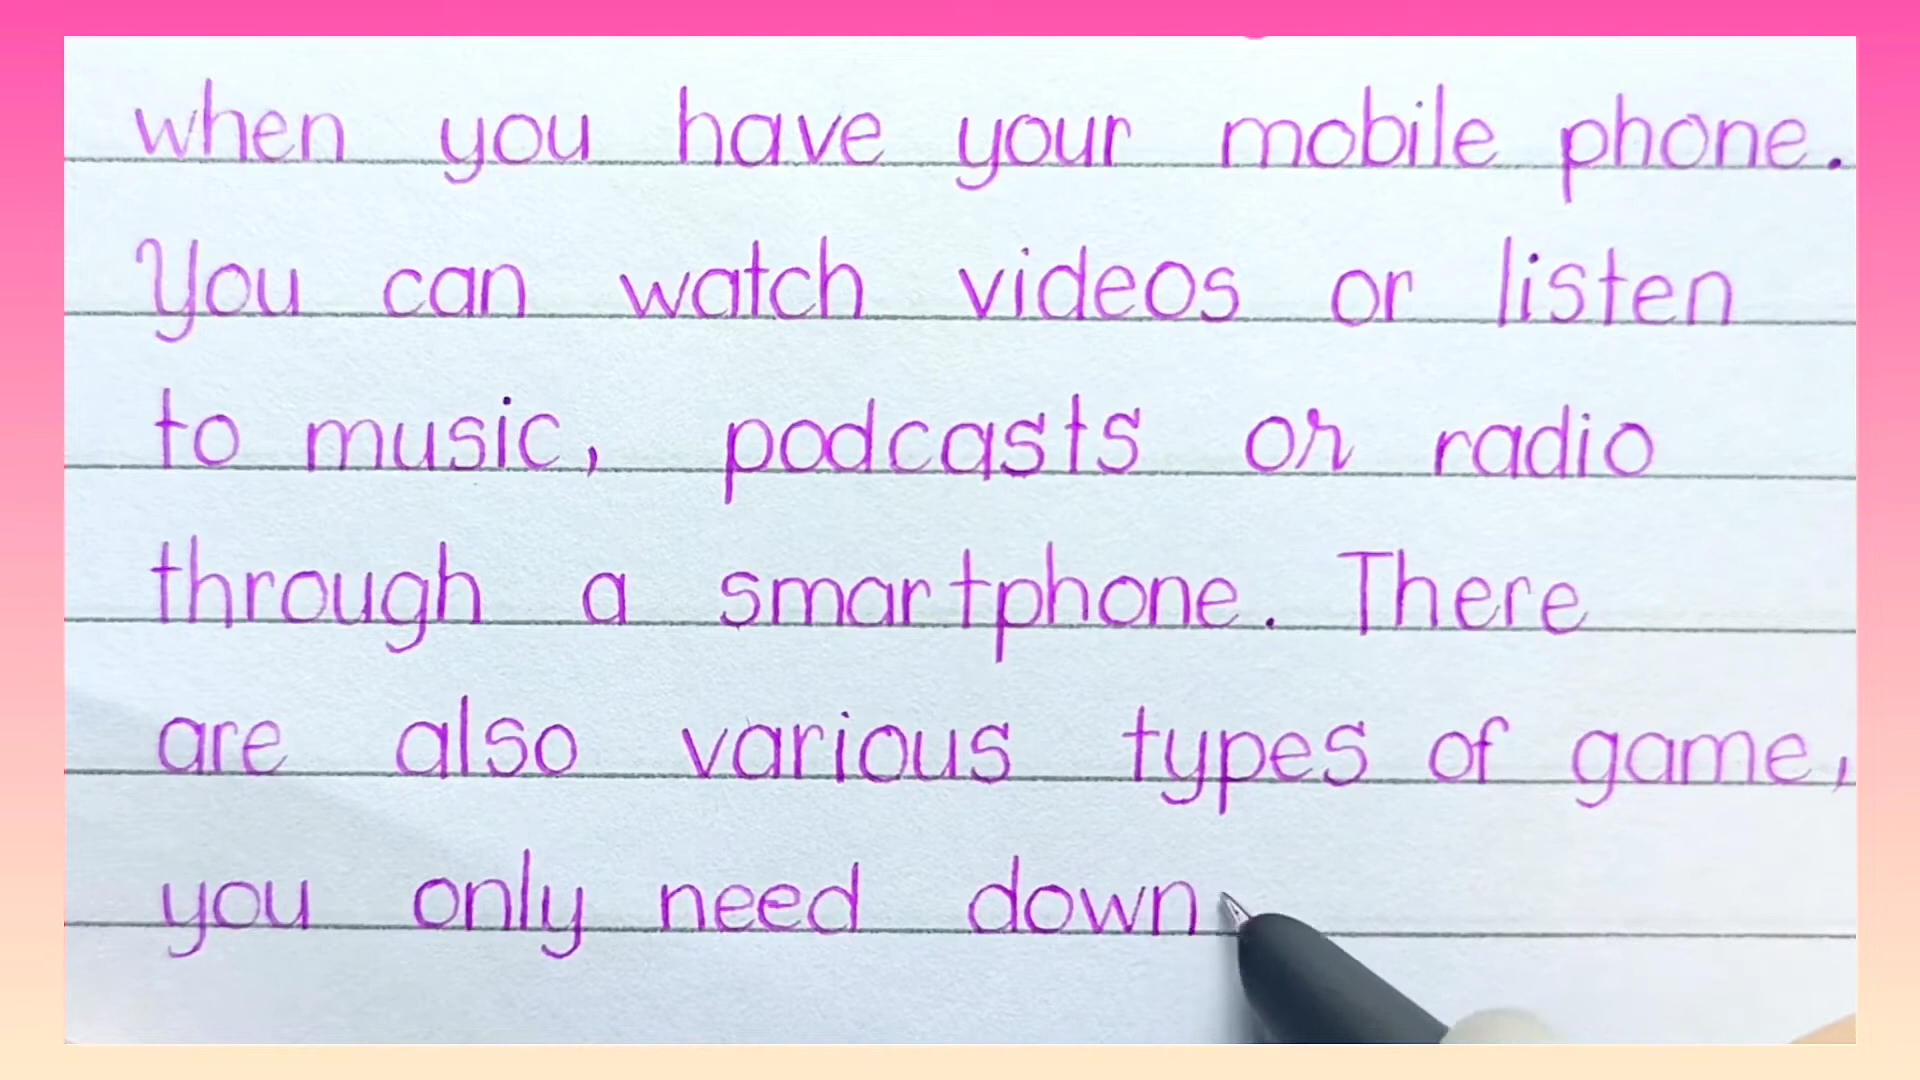 when you have your mobile phone.
You can watch videos or listen
to music, podcasts or radio
through a smartphone. There
are also various types of game,
you only need down